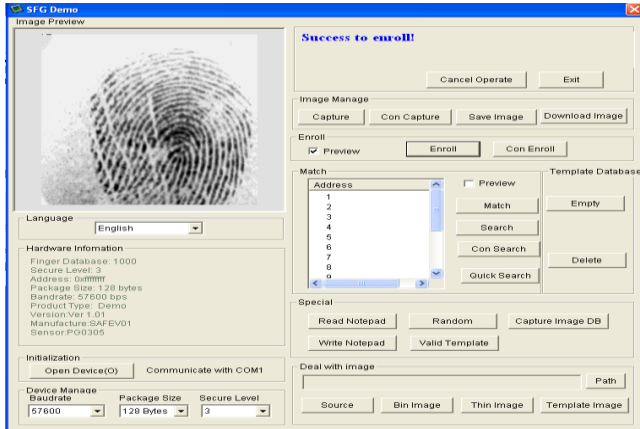 SFG Demo
Image Preview
Success to enroll!
Cancel Operate
Exit
Image Manage
Capture
Con Capture
Save Image
Download Image
Enroll
Preview
Enroll
Con Enroll
Match
Address
1
2
3
4
5
6
7
8
9
Preview
Match
Search
Con Search
Quick Search
Template Database
Empty
Delete
Language
English
Hardware Infomation
Finger Database: 1000
Secure Level: 3
Address: 0xffffffff
Package Size: 128 bytes
Bandrate: 57600 bps
Product Type: Demo
Version:Ver 1.01
Manufacture:SAFEV01
Sensor:PG0305
Special
Read Notepad
Random
Capture Image DB
Write Notepad
Valid Template
Initialization
Open Device(O)
Communicate with COM1
Device Manage
Baudrate
Package Size
Secure Level
57600
128 Bytes
3
Deal with image
Path
Source
Bin Image
Thin Image
Template Image